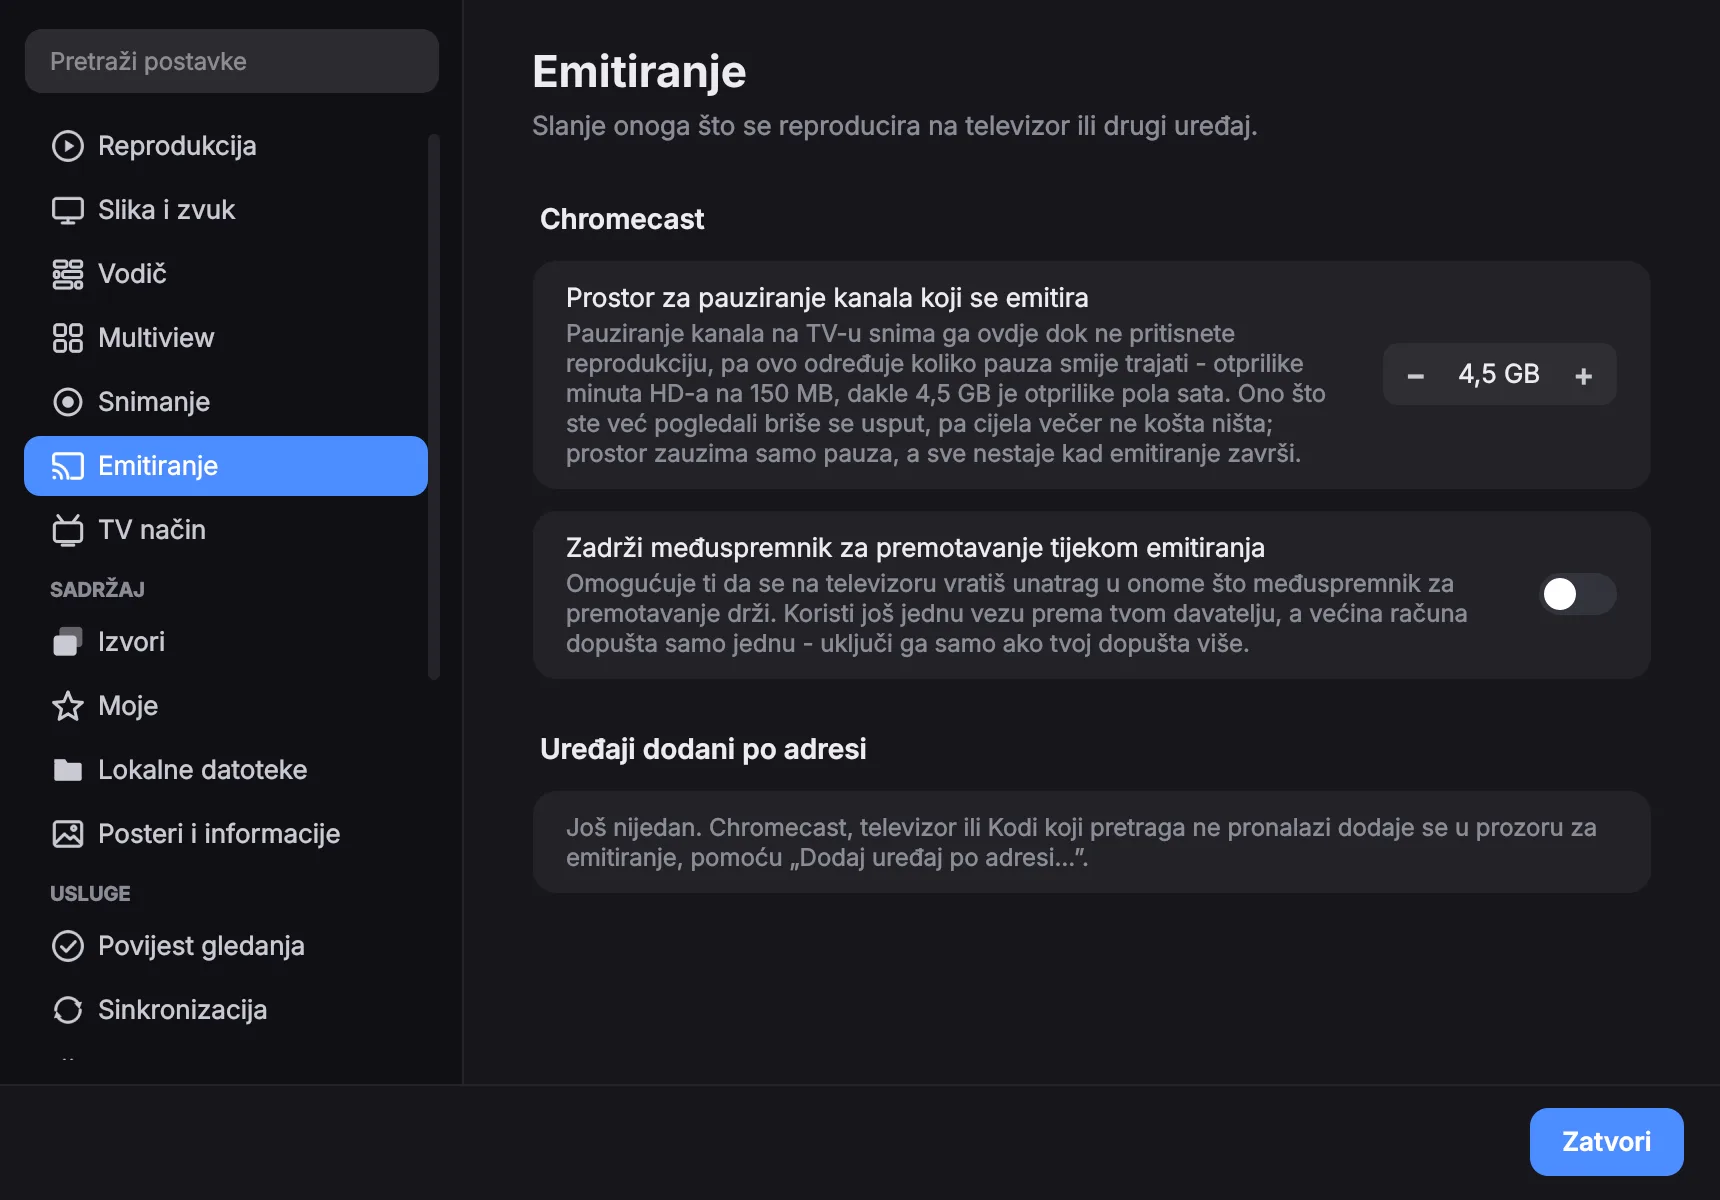 Pretraži postavke
Reprodukcija
Slika i zvuk
Vodič
Multiview
Snimanje
Emitiranje
TV način
SADRŽAJ
Izvori
Moje
Lokalne datoteke
Posteri i informacije
USLUGE
Povijest gledanja
Sinkronizacija
Emitiranje
Slanje onoga što se reproducira na televizor ili drugi uređaj.
Chromecast
Prostor za pauziranje kanala koji se emitira
Pauziranje kanala na TV-u snima ga ovdje dok ne pritisnete
reprodukciju, pa ovo određuje koliko pauza smije trajati - otprilike
minuta HD-a na 150 MB, dakle 4,5 GB je otprilike pola sata. Ono što
ste već pogledali briše se usput, pa cijela večer ne košta ništa;
prostor zauzima samo pauza, a sve nestaje kad emitiranje završi.
− 4,5 GB +
Zadrži međuspremnik za premotavanje tijekom emitiranja
Omogućuje ti da se na televizoru vratiš unatrag u onome što međuspremnik za
premotavanje drži. Koristi još jednu vezu prema tvom davatelju, a većina računa
dopušta samo jednu - uključi ga samo ako tvoj dopušta više.
Uređaji dodani po adresi
Još nijedan. Chromecast, televizor ili Kodi koji pretraga ne pronalazi dodaje se u prozoru za
emitiranje, pomoću „Dodaj uređaj po adresi...”.
Zatvori